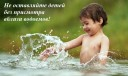 Не оставляйте детей
без присмотра
вблизи водоемов!